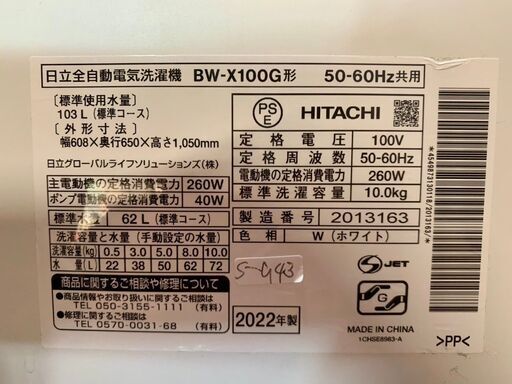 日立全自動電気洗濯機 BW-X100G形 50-60Hz共用
[標準使用水量]
103L(標準コース)
[外形寸法]
幅608×奥行650×高さ1,050mm
日立グローバルライフソリューションズ(株)
主電動機の定格消費電力 260W
ポンプ電動機の定格消費電力 40W
標準水量 62L(標準コース)
洗濯容量と水量(手動設定の水量)
洗濯容量(kg) 0.5 3.0 5.0 8.0 10.0
水量(L) 22 38 50 62 72
商品に関するご相談や修理について
●商品情報やお取り扱いに関するご相談など
TEL 0120-3121-11 (有料)
●修理に関するご相談など
TEL 0570-0031-68 (有料)
PS
E
HITACHI
定格電圧 100V
定格周波数 50-60Hz
電動機の定格消費電力 260W
標準洗濯容量 10.0kg
製造番号 2013163
色相 W(ホワイト)
S-G43
2022年製
JET
G
MADE IN CHINA
1CHSE8983-A
*4549873130118/2013163/*
>PP<